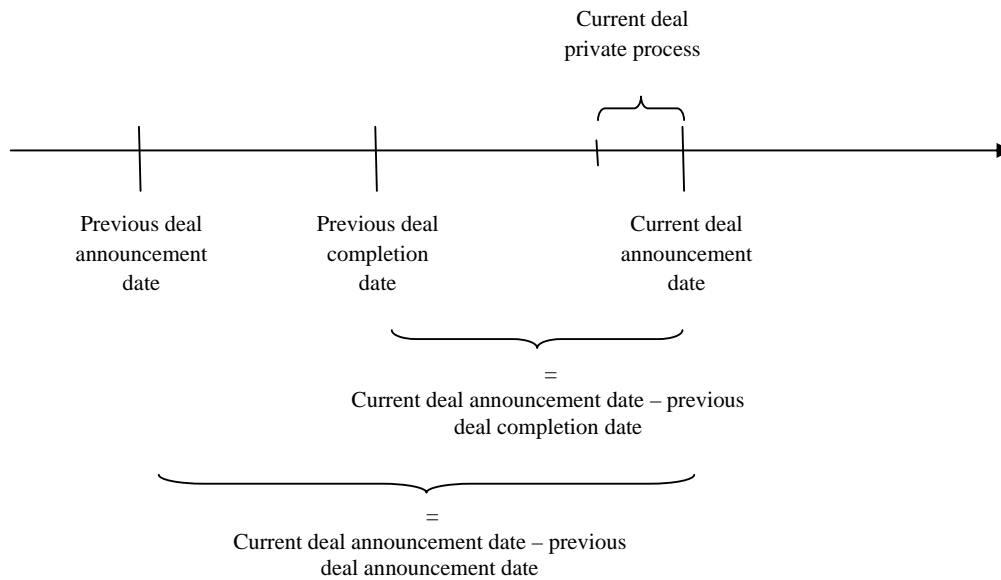 Current deal
private process
Previous deal
announcement
date
Previous deal
completion
date
Current deal
announcement
date
=
Current deal announcement date – previous
deal completion date
=
Current deal announcement date – previous
deal announcement date